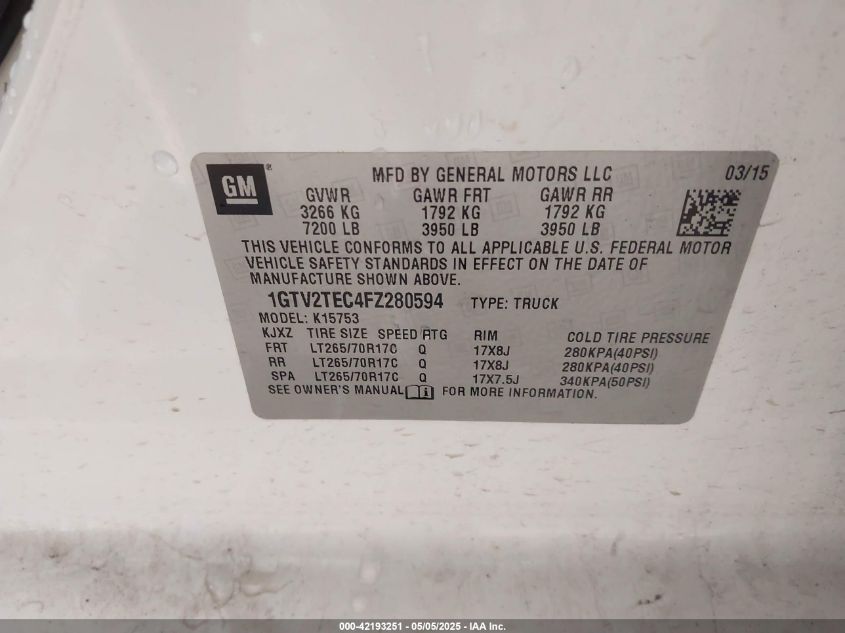 GM
®
MFD BY GENERAL MOTORS LLC 03/15
GVWR GAWR FRT GAWR RR
3266 KG 1792 KG 1792 KG
7200 LB 3950 LB 3950 LB
THIS VEHICLE CONFORMS TO ALL APPLICABLE U.S. FEDERAL MOTOR
VEHICLE SAFETY STANDARDS IN EFFECT ON THE DATE OF
MANUFACTURE SHOWN ABOVE.
1GTV2TEC4FZ280594 TYPE: TRUCK
MODEL: K15753
KJXZ TIRE SIZE SPEED RTG RIM COLD TIRE PRESSURE
FRT LT265/70R17C Q 17X8J 280KPA(40PSI)
RR LT265/70R17C Q 17X8J 280KPA(40PSI)
SPA LT265/70R17C Q 17X7.5J 340KPA(50PSI)
SEE OWNER'S MANUAL i FOR MORE INFORMATION.
000-42193251 - 05/05/2025 - IAA Inc.